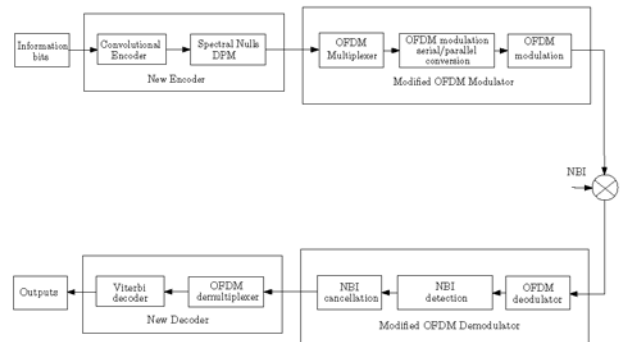 Information
bits
Convolutional
Encoder
Spectral Nulls
DPM
New Encoder
OFDM
Multiplexer
OFDM modulation
serial/parallel
conversion
OFDM
modulation
Modified OFDM Modulator
NBI
Outputs
Viterbi
decoder
OFDM
demultiplexer
New Decoder
NBI
cancellation
NBI
detection
OFDM
deodulator
Modified OFDM Demodulator